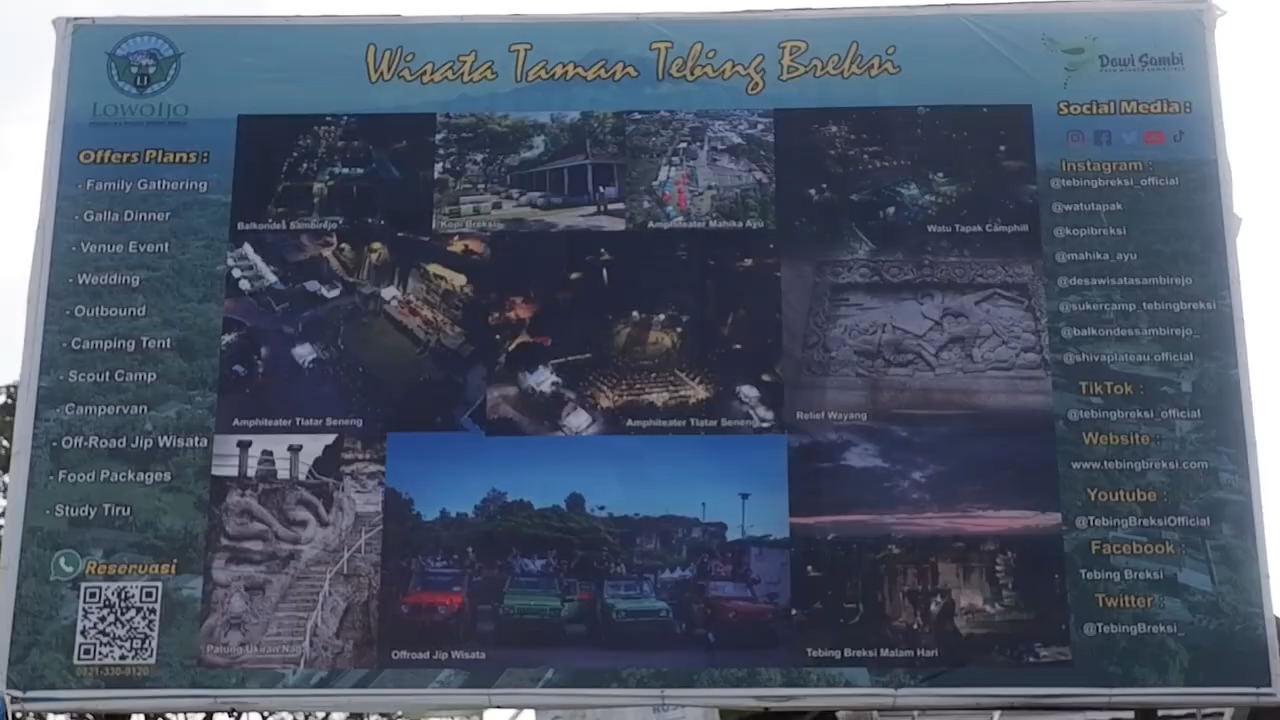 Wisata Taman Tebing Breksi
LI
LOWOIJO
Dewi Sambi
Offers Plans :
- Family Gathering
- Galla Dinner
- Venue Event
- Wedding
- Outbound
- Camping Tent
- Scout Camp
- Campervan
- Off-Road Jip Wisata
- Food Packages
- Study Tiru
Reservasi
0821-330-9120
Balkondes Sambirejo
Kopi Breksi
Amphiteater Mahika Ayu
Watu Tapak Camphill
Amphiteater Tlatar Seneng
Amphiteater Tlatar Seneng
Relief Wayang
Patung Ukiran Naga
Offroad Jip Wisata
Tebing Breksi Malam Hari
Social Media :
Instagram :
@tebingbreksi_official
@watutapak
@kopibreksi
@mahika_ayu
@desawisatasambirejo
@sukercamp_tebingbreksi
@balkondessambirejo_
@shivaplateau.official
TikTok :
@tebingbreksi_official
Website :
www.tebingbreksi.com
Youtube :
@TebingBreksiOfficial
Facebook :
Tebing Breksi
Twitter :
@TebingBreksi_